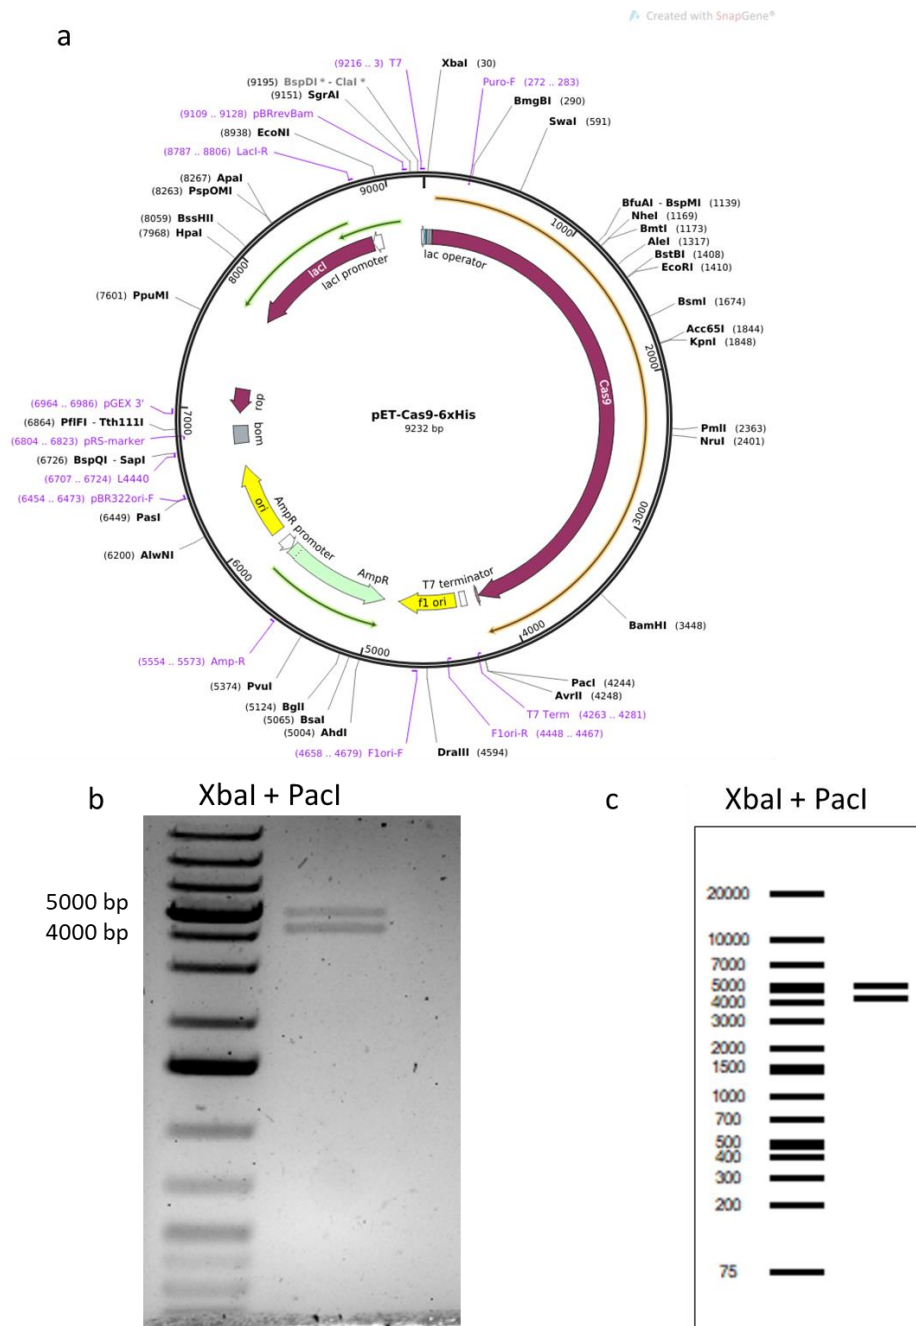 Created with SnapGene®
a
(9216 .. 3) T7
XbaI (30)
(9195) BspDI * - ClaI *
Puro-F (272 .. 283)
(9151) SgrAI
BmgBI (290)
(9109 .. 9128) pBRrevBam
SwaI (591)
(8938) EcoNI
(8787 .. 8806) LacI-R
(8267) ApaI
(8263) PspOMI
(8059) BssHII
(7968) HpaI
(7601) PpuMI
BfuAI - BspMI (1139)
NheI (1169)
BmtI (1173)
AleI (1317)
BstBI (1408)
EcoRI (1410)
BsmI (1674)
Acc65I (1844)
KpnI (1848)
9000
1000
8000
2000
lacI
lacI promoter
lac operator
Cas9
rop
bom
pET-Cas9-6xHis
9232 bp
(6964 .. 6986) pGEX 3'
(6864) PflFI - Tth111I
(6804 .. 6823) pRS-marker
(6726) BspQI - SapI
(6707 .. 6724) L4440
(6454 .. 6473) pBR322ori-F
(6449) PasI
(6200) AlwNI
PmlI (2363)
NruI (2401)
7000
3000
6000
4000
5000
ori
AmpR promoter
AmpR
T7 terminator
f1 ori
BamHI (3448)
(5554 .. 5573) Amp-R
(5374) PvuI
(5124) BglI
(5065) BsaI
(5004) AhdI
(4658 .. 4679) F1ori-F
PacI (4244)
AvrII (4248)
T7 Term (4263 .. 4281)
F1ori-R (4448 .. 4467)
DraIII (4594)
b
XbaI + PacI
5000 bp
4000 bp
c
XbaI + PacI
20000
10000
7000
5000
4000
3000
2000
1500
1000
700
500
400
300
200
75